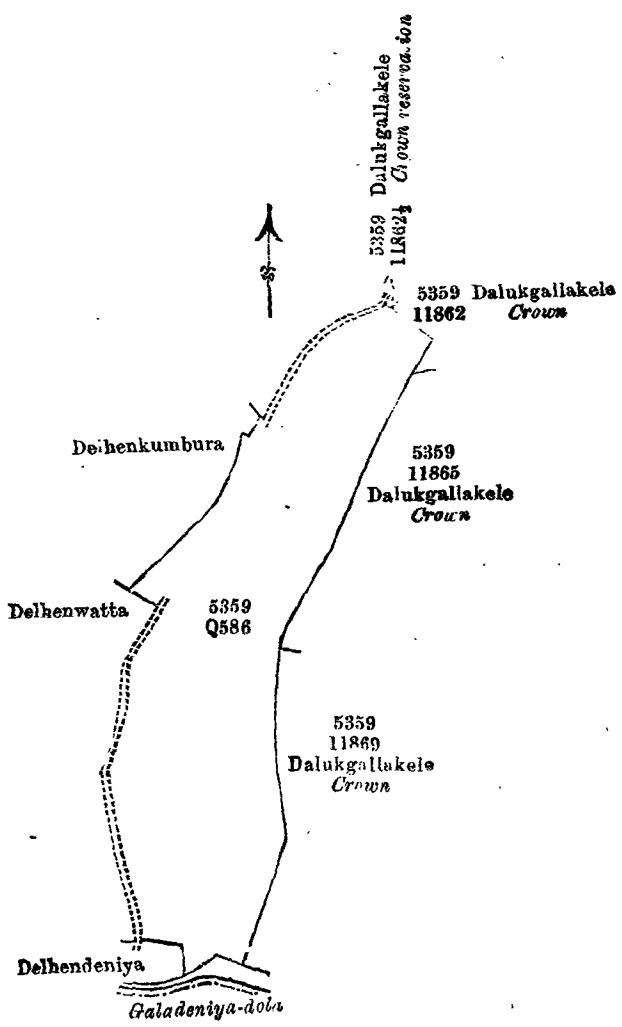 5359 Dalukgallakele
11862½ Crown reservation
5359 Dalukgallakele
11862 Crown
Delhenkumbura
5359
11865
Dalukgallakele
Crown
Delhenwatta
5359
Q586
5359
11869
Dalukgallakele
Crown
Delhendeniya
Galadeniya-dola